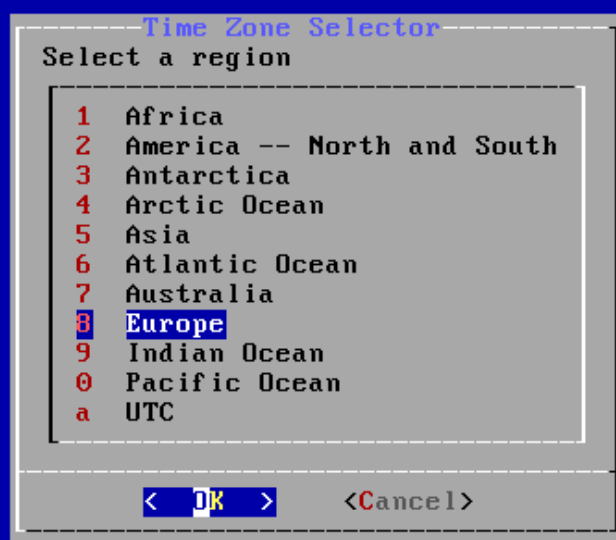 Time Zone Selector
Select a region
1 Africa
2 America -- North and South
3 Antarctica
4 Arctic Ocean
5 Asia
6 Atlantic Ocean
7 Australia
8 Europe
9 Indian Ocean
0 Pacific Ocean
a UTC
< OK > <Cancel>